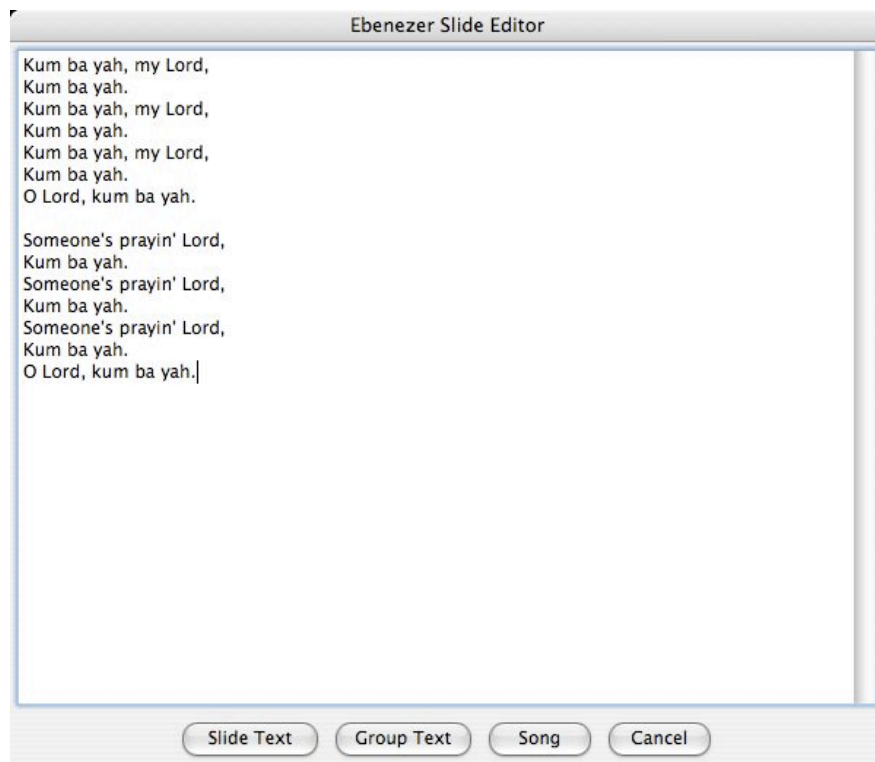 Ebenezer Slide Editor
Kum ba yah, my Lord,
Kum ba yah.
Kum ba yah, my Lord,
Kum ba yah.
Kum ba yah, my Lord,
Kum ba yah.
O Lord, kum ba yah.

Someone's prayin' Lord,
Kum ba yah.
Someone's prayin' Lord,
Kum ba yah.
Someone's prayin' Lord,
Kum ba yah.
O Lord, kum ba yah.
Slide Text Group Text Song Cancel